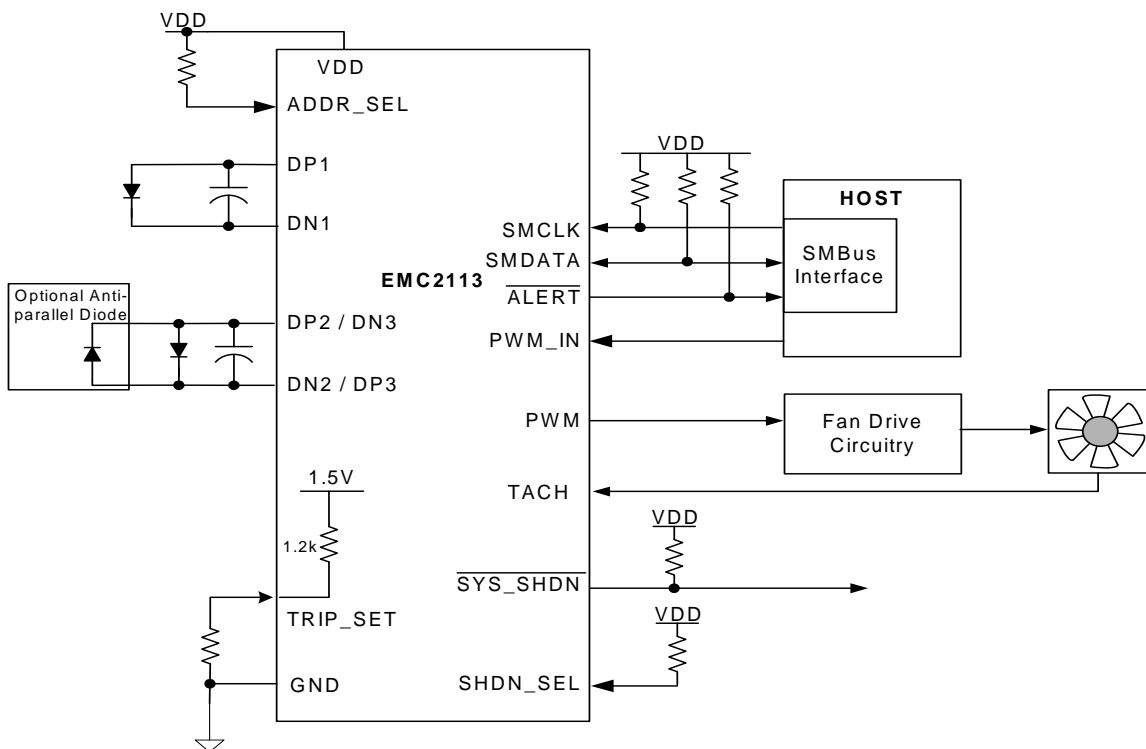 VDD
VDD
ADDR_SEL
DP1
DN1
VDD
HOST
SMCLK
SMBus
Interface
SMDATA
EMC2113
ALERT
Optional Anti-
parallel Diode
DP2 / DN3
PWM_IN
DN2 / DP3
PWM
Fan Drive
Circuitry
1.5V
TACH
VDD
1.2k
SYS_SHDN
VDD
TRIP_SET
GND
SHDN_SEL